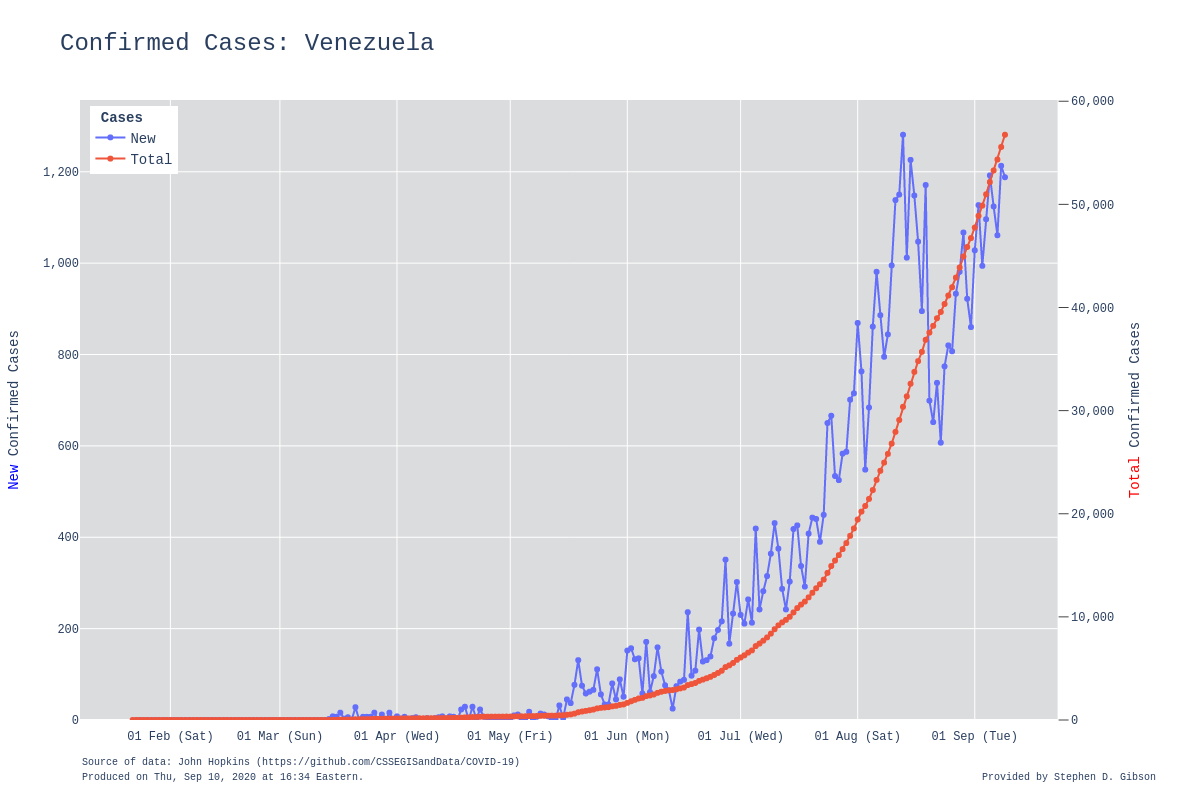 Confirmed Cases: Venezuela
Cases
New
Total
1,200
1,000
800
600
400
200
0
60,000
50,000
40,000
30,000
20,000
10,000
0
New Confirmed Cases
Total Confirmed Cases
01 Feb (Sat)
01 Mar (Sun)
01 Apr (Wed)
01 May (Fri)
01 Jun (Mon)
01 Jul (Wed)
01 Aug (Sat)
01 Sep (Tue)
Source of data: John Hopkins (https://github.com/CSSEGISandData/COVID-19)
Produced on Thu, Sep 10, 2020 at 16:34 Eastern.
Provided by Stephen D. Gibson